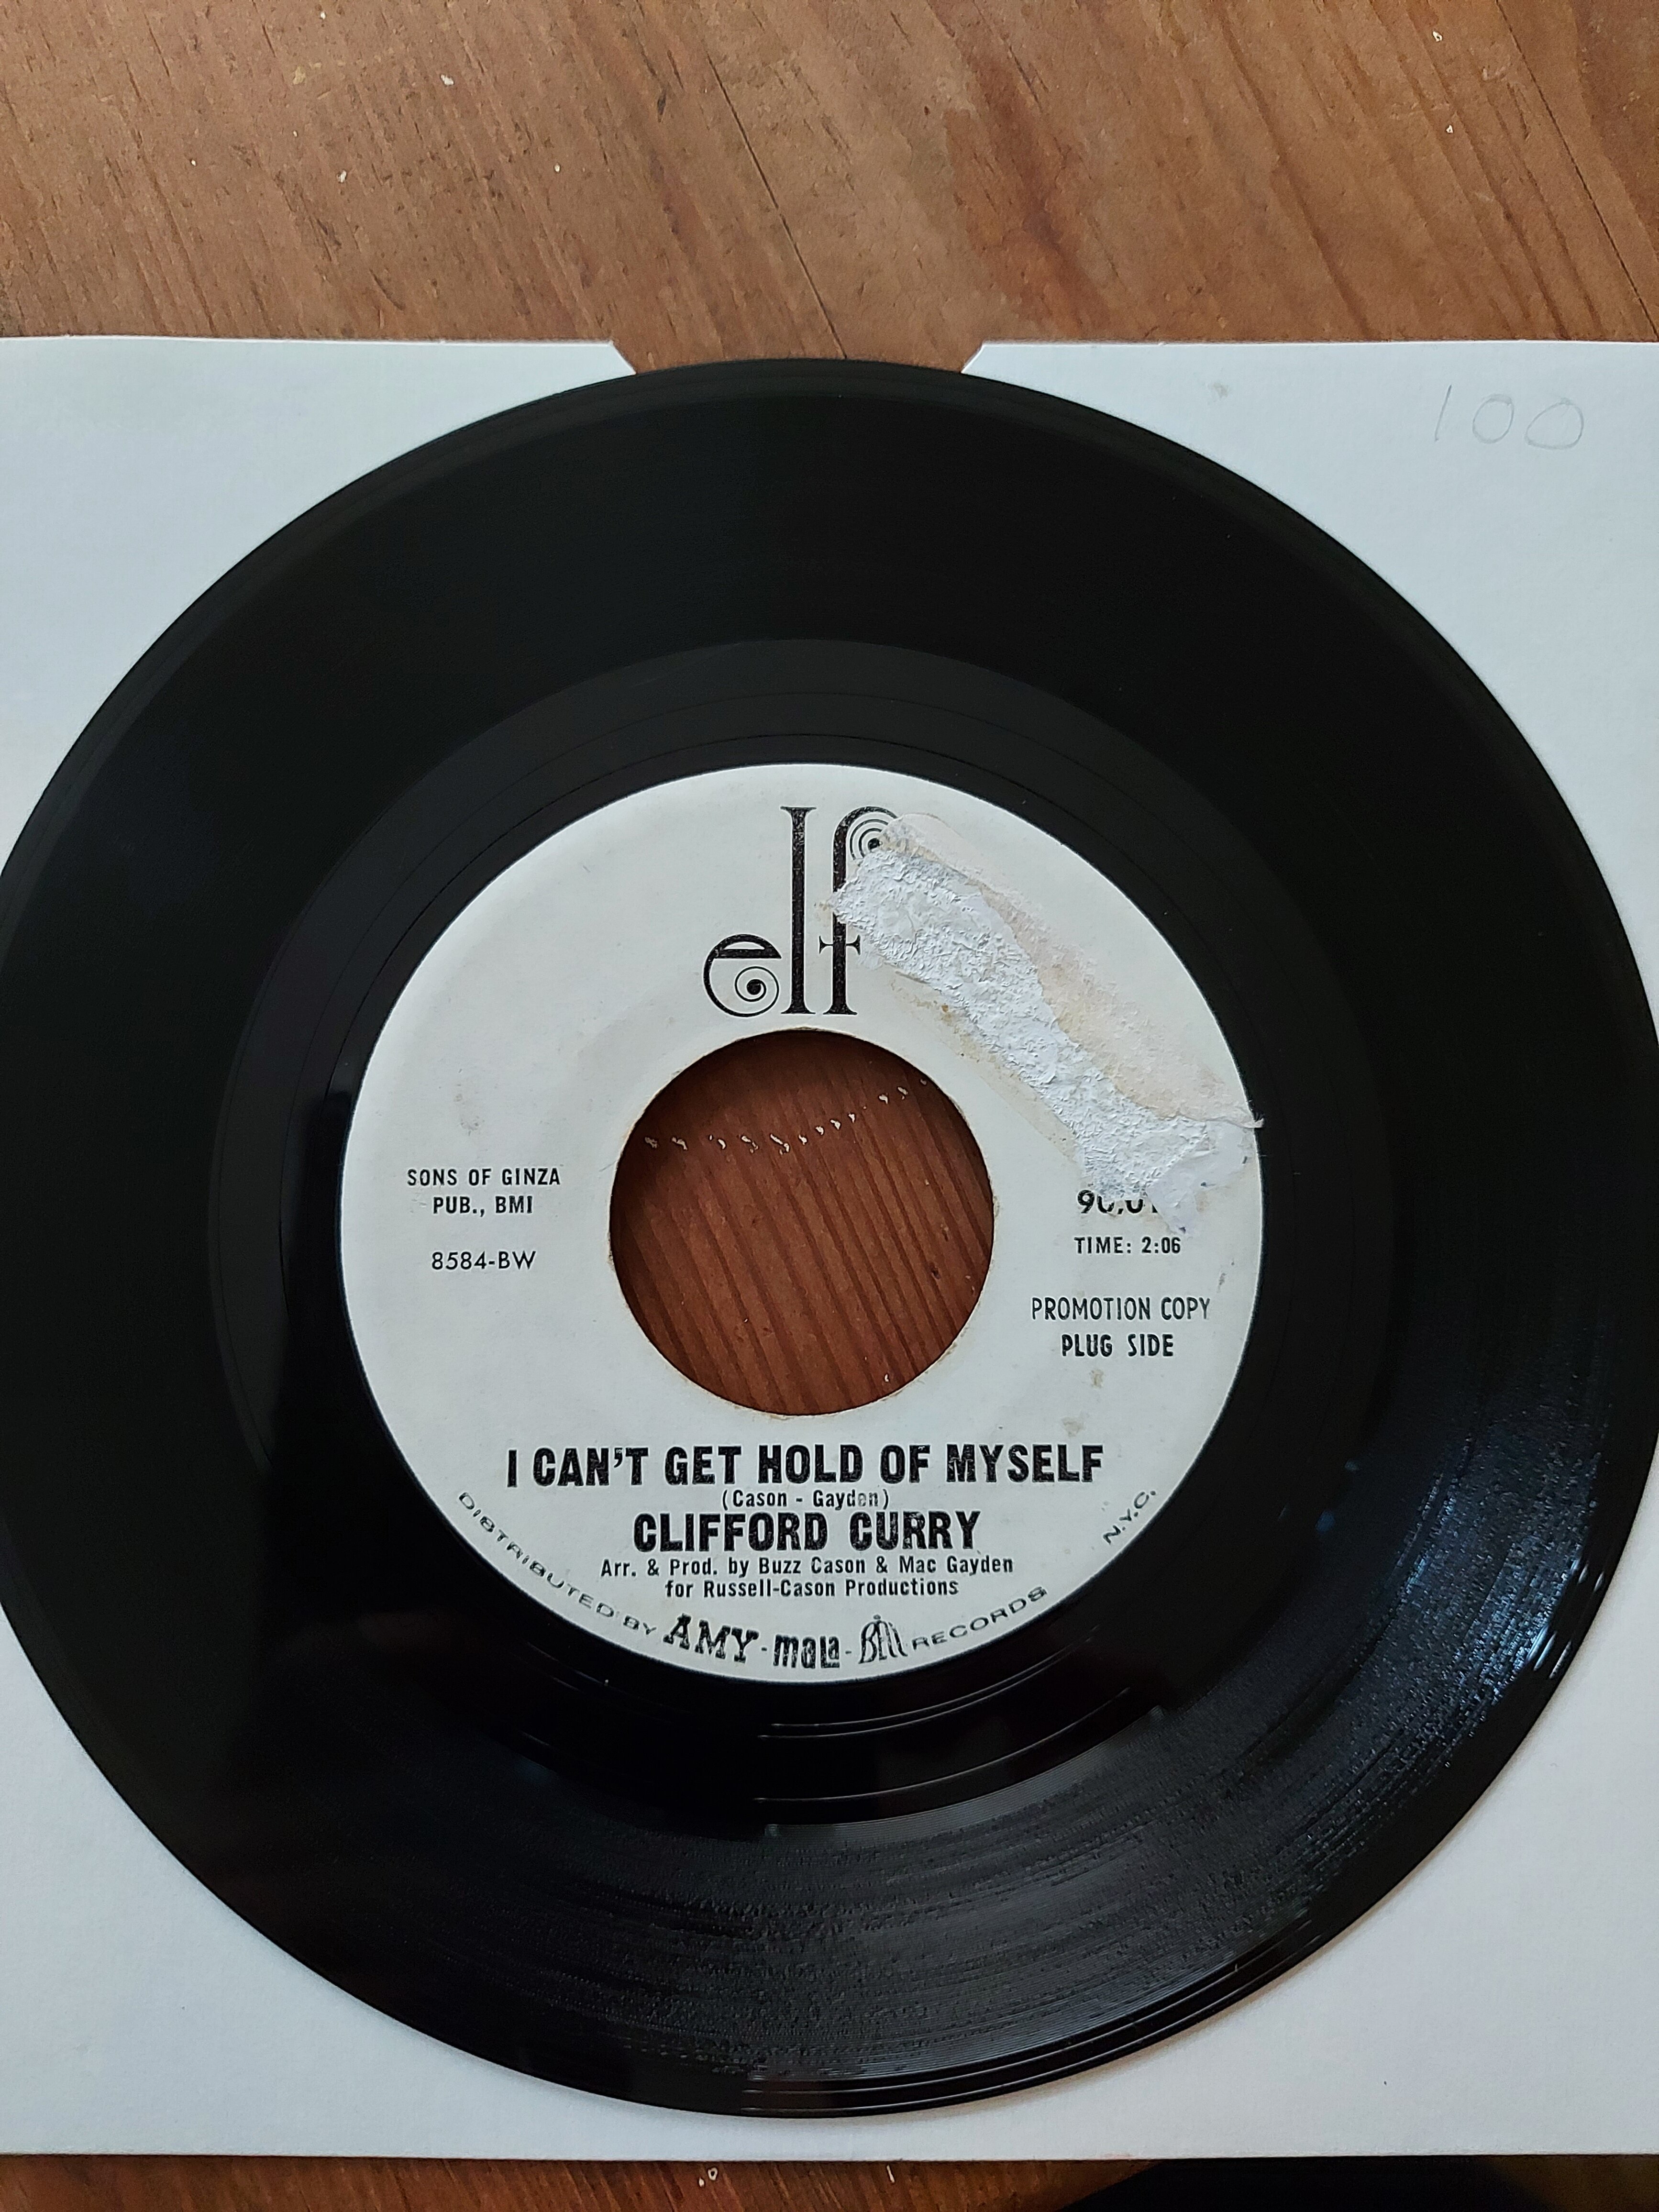 100
elf
SONS OF GINZA
PUB., BMI
8584-BW
TIME: 2:06
PROMOTION COPY
PLUG SIDE
I CAN'T GET HOLD OF MYSELF
(Cason - Gayden)
CLIFFORD CURRY
Arr. & Prod. by Buzz Cason & Mac Gayden
for Russell-Cason Productions
DISTRIBUTED BY AMY - mala - Bell RECORDS N.Y.C.